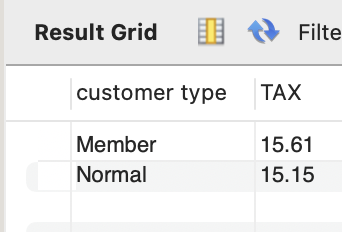 Result Grid Filte
customer type TAX
Member 15.61
Normal 15.15